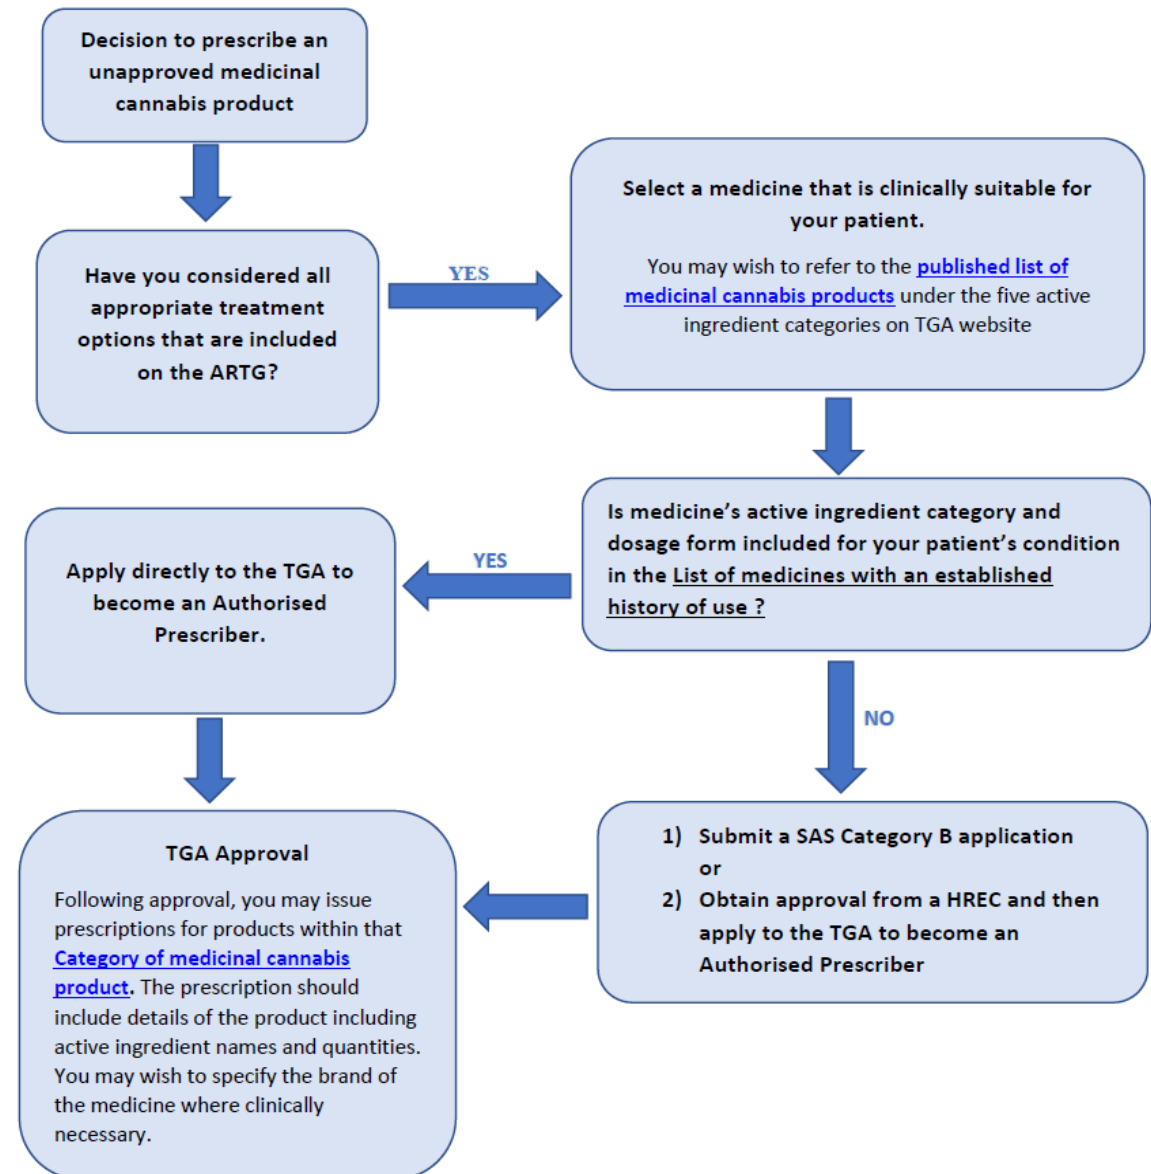 Decision to prescribe an
unapproved medicinal
cannabis product
Have you considered all
appropriate treatment
options that are included
on the ARTG?
YES
Select a medicine that is clinically suitable for
your patient.
You may wish to refer to the published list of
medicinal cannabis products under the five active
ingredient categories on TGA website
Is medicine’s active ingredient category and
dosage form included for your patient’s condition
in the List of medicines with an established
history of use ?
YES
Apply directly to the TGA to
become an Authorised
Prescriber.
NO
1) Submit a SAS Category B application
or
2) Obtain approval from a HREC and then
apply to the TGA to become an
Authorised Prescriber
TGA Approval
Following approval, you may issue
prescriptions for products within that
Category of medicinal cannabis
product. The prescription should
include details of the product including
active ingredient names and quantities.
You may wish to specify the brand of
the medicine where clinically
necessary.